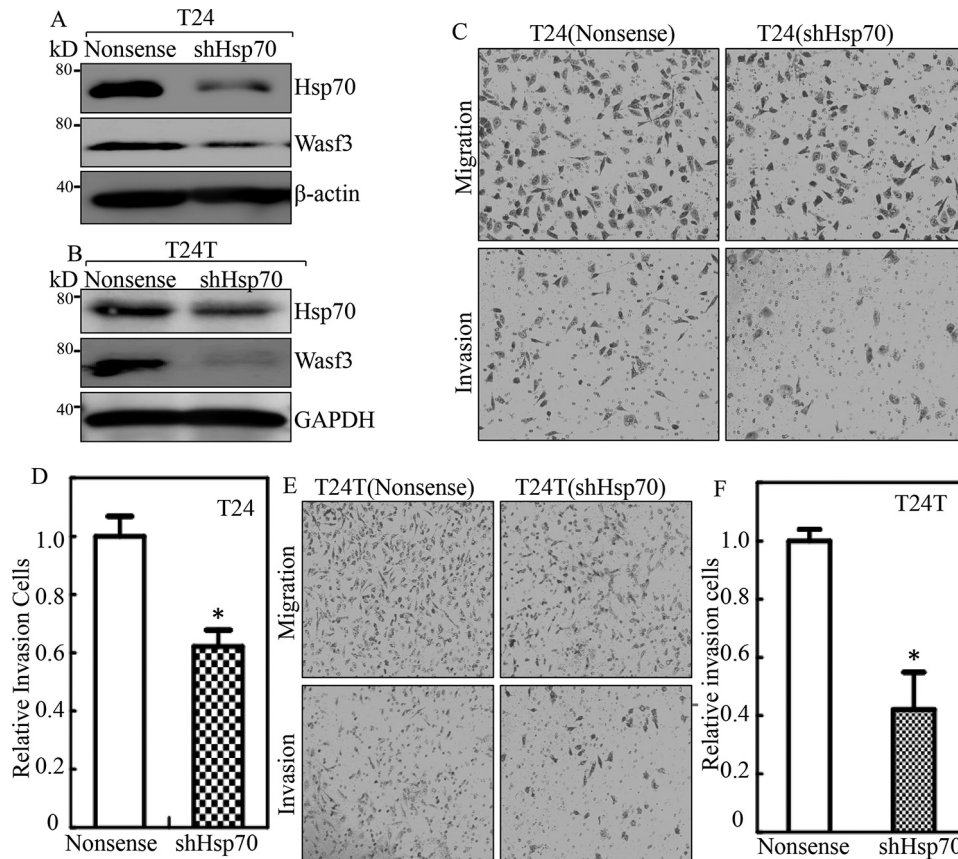 A
T24
kD Nonsense shHsp70
80
Hsp70
80
Wasf3
40
β-actin
B
T24T
kD Nonsense shHsp70
80
Hsp70
80
Wasf3
40
GAPDH
C
T24(Nonsense) T24(shHsp70)
Migration
Invasion
D
T24
Relative Invasion Cells
1.0
0.8
0.6
0.4
0.2
0
*
Nonsense shHsp70
E
T24T(Nonsense) T24T(shHsp70)
Migration
Invasion
F
T24T
Relative invasion cells
1.0
0.8
0.6
0.4
0.2
0
*
Nonsense shHsp70